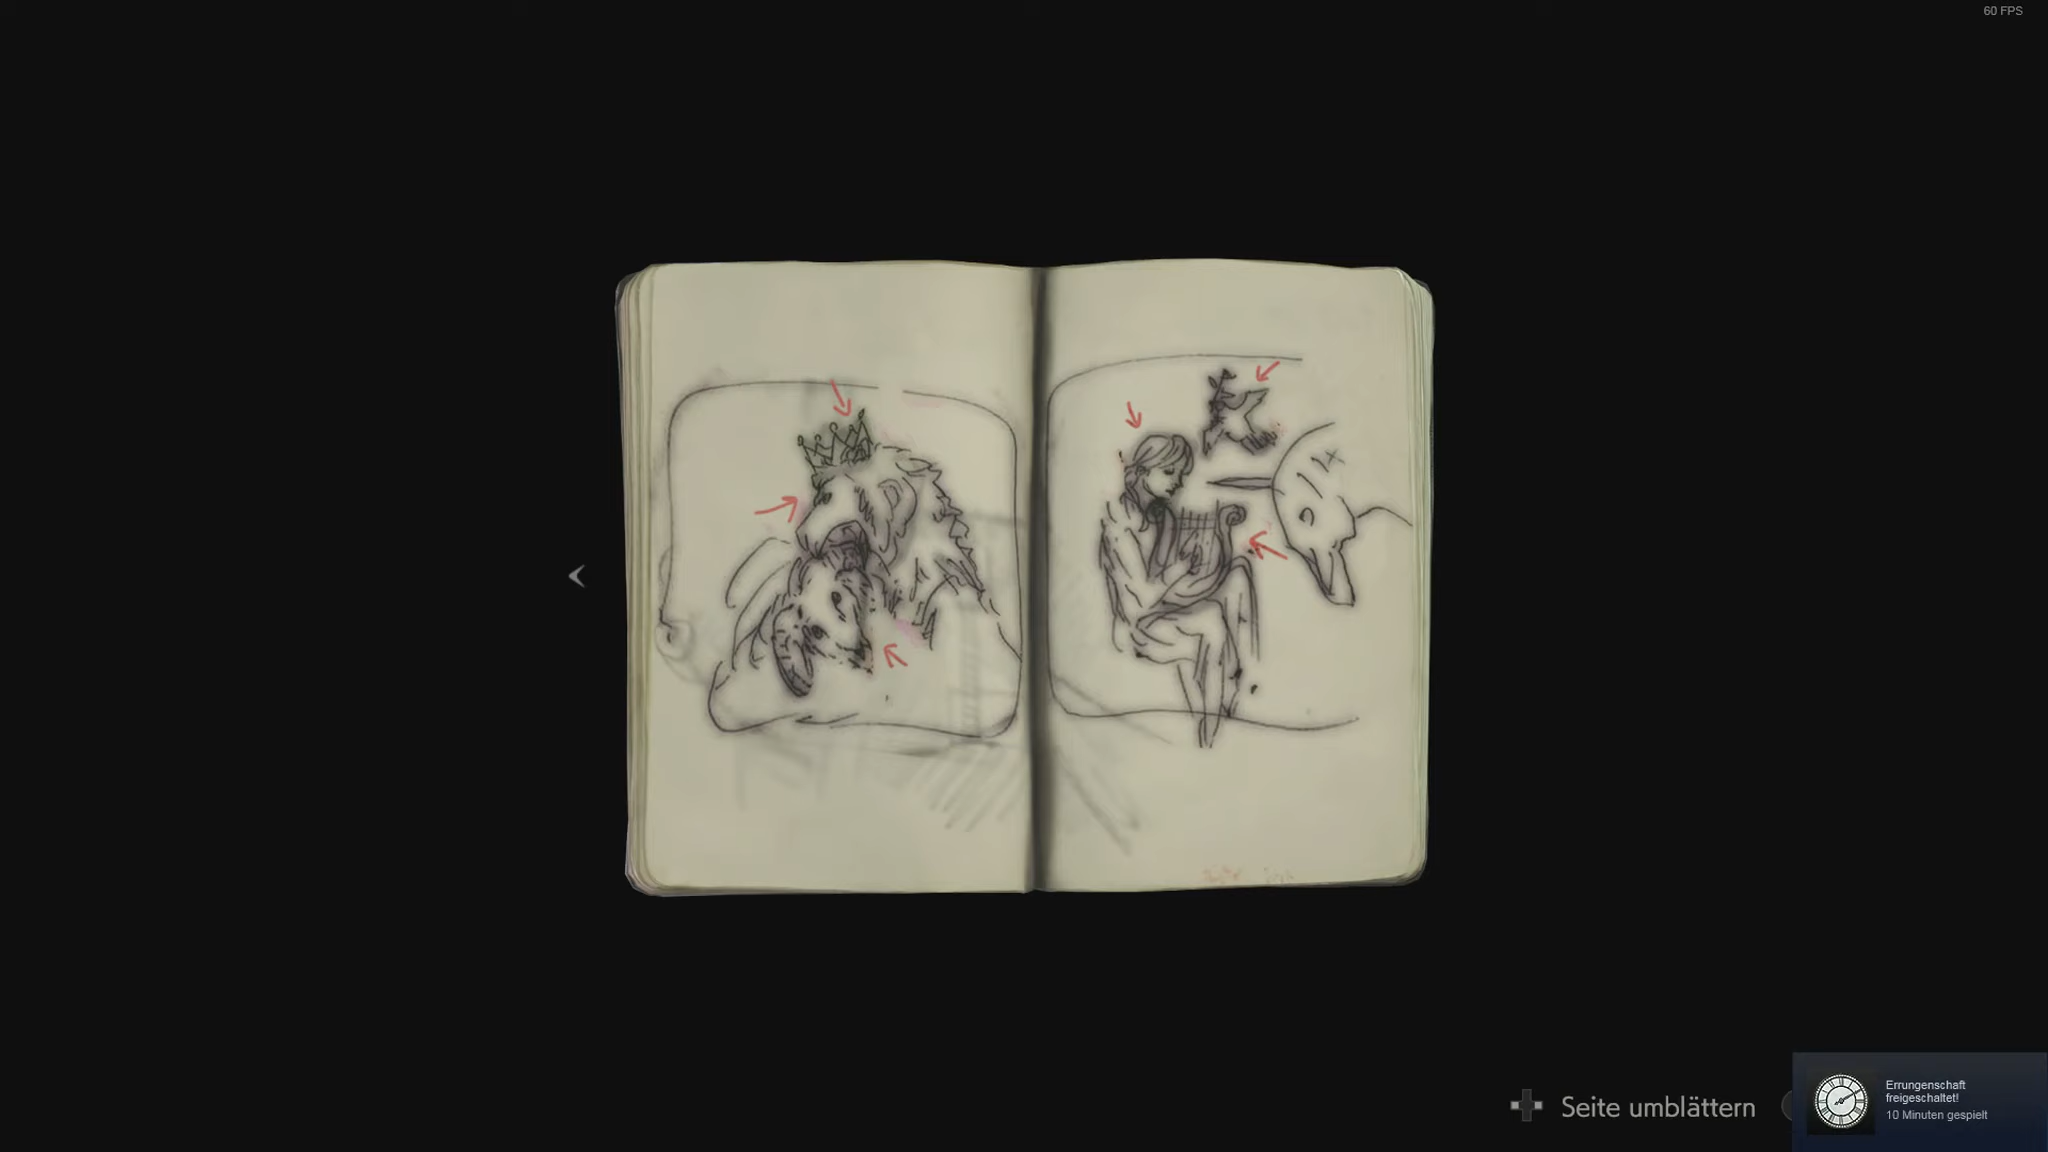 60 FPS
Seite umblättern
Errungenschaft
freigeschaltet!
10 Minuten gespielt